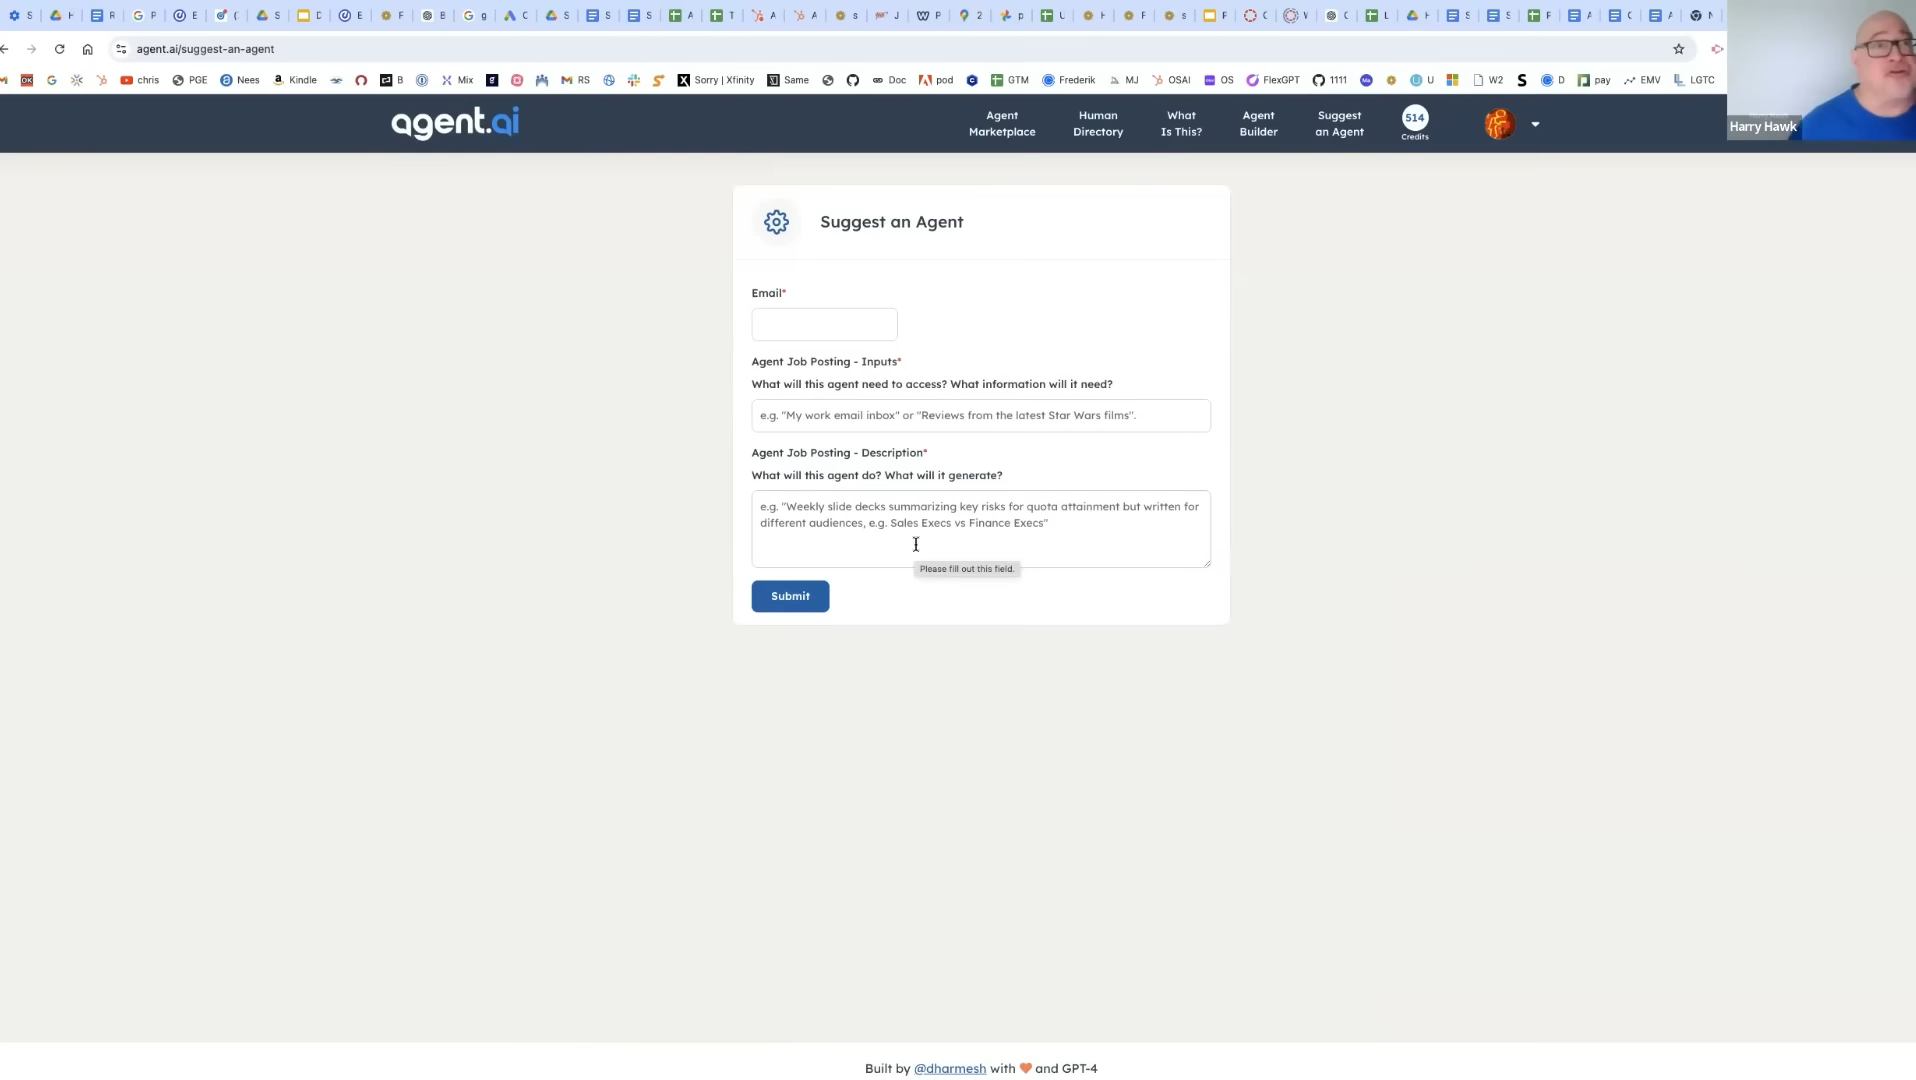 S H R G P E ( S D E F B G g C S S S A T A A s J W P 2 p U H F s F C V C L H S S F A C A N
agent.ai/suggest-an-agent
OK chris PGE Nees Kindle B Mix RS Sorry | Xfinity Same Doc pod GTM Frederik MJ OSAI OS FlexGPT 1111 U W2 D pay EMV LGTC
Harry Hawk
agent.ai
Agent
Marketplace
Human
Directory
What
Is This?
Agent
Builder
Suggest
an Agent
514
Credits
Suggest an Agent
Email*
Agent Job Posting - Inputs*
What will this agent need to access? What information will it need?
e.g. "My work email inbox" or "Reviews from the latest Star Wars films".
Agent Job Posting - Description*
What will this agent do? What will it generate?
e.g. "Weekly slide decks summarizing key risks for quota attainment but written for
different audiences, e.g. Sales Execs vs Finance Execs"
Please fill out this field.
Submit
Built by @dharmesh with and GPT-4